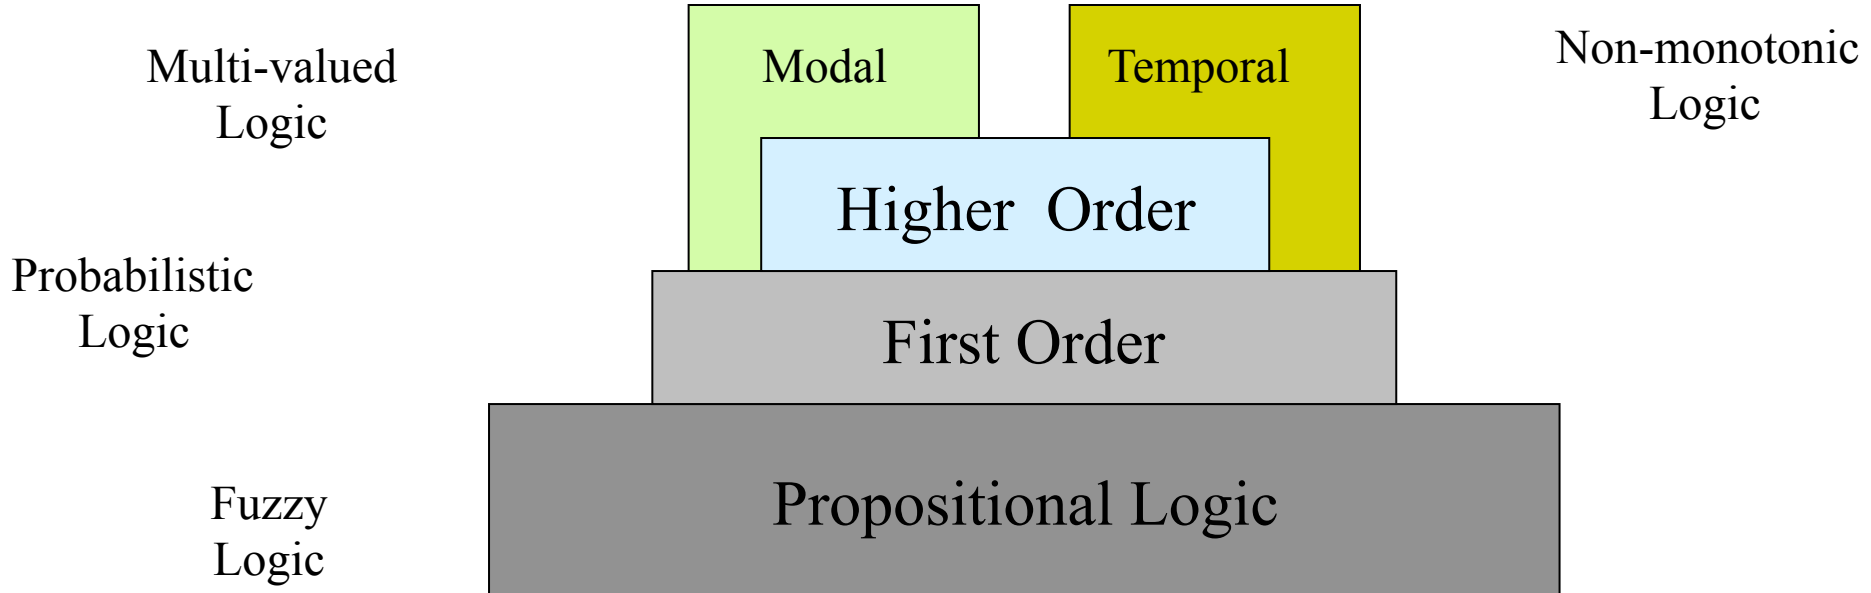 Multi-valued
Logic
Modal
Temporal
Non-monotonic
Logic
Higher Order
Probabilistic
Logic
First Order
Propositional Logic
Fuzzy
Logic